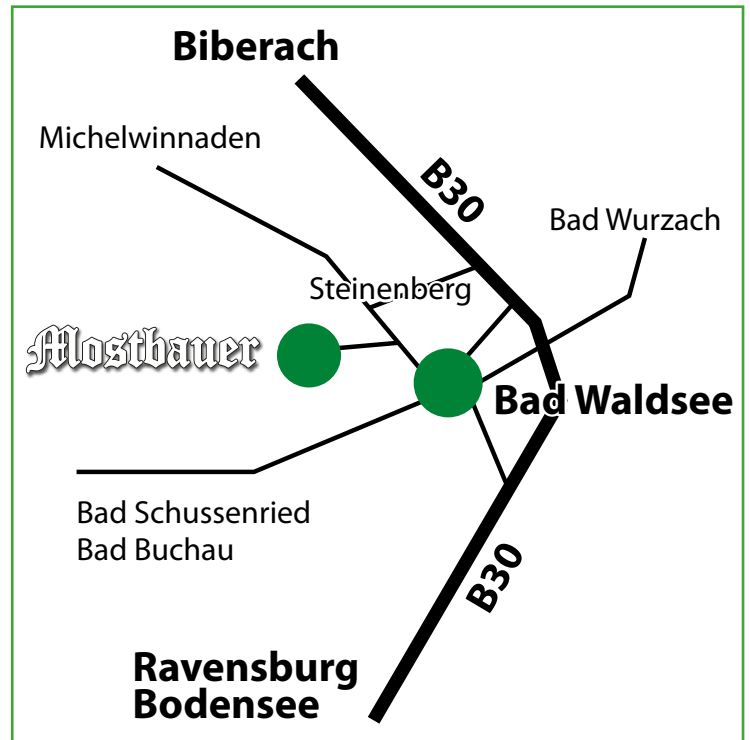 Biberach
Michelwinnaden
B30
Bad Wurzach
Steinenberg
Mostbauer
Bad Waldsee
Bad Schussenried
Bad Buchau
B30
Ravensburg
Bodensee